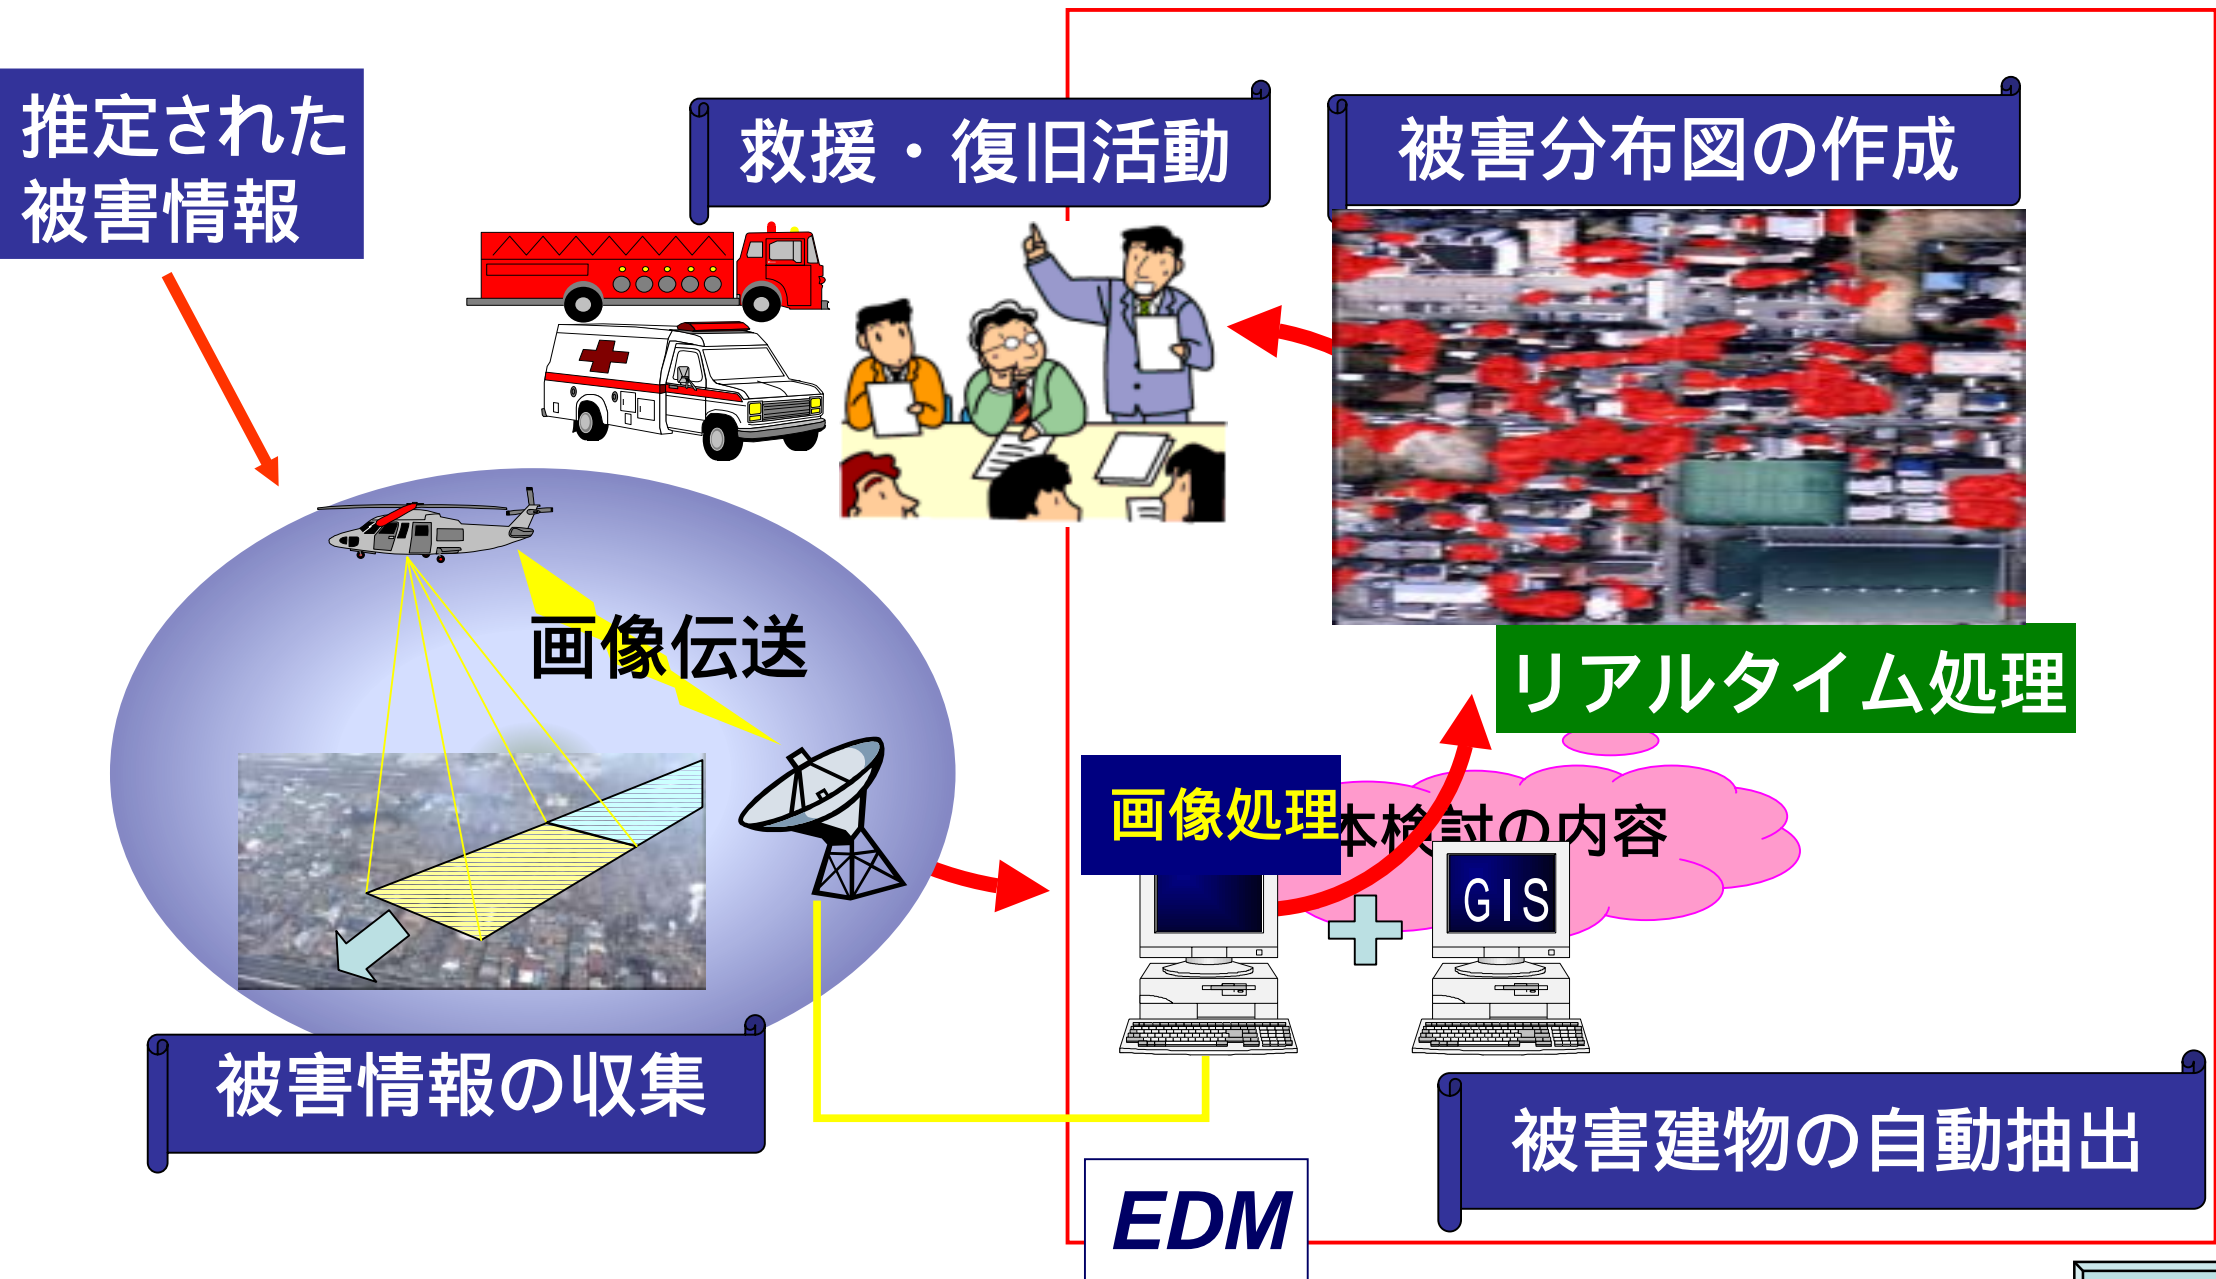 推定された
被害情報
救援・復旧活動
被害分布図の作成
画像伝送
リアルタイム処理
画像処理
本検討の内容
GIS
被害情報の収集
被害建物の自動抽出
EDM